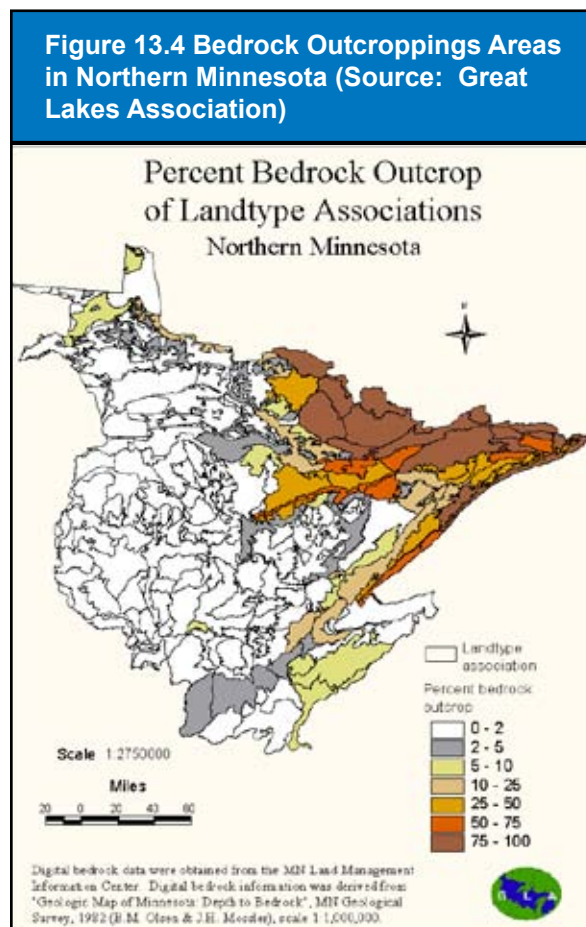 Figure 13.4 Bedrock Outcroppings Areas
in Northern Minnesota (Source: Great
Lakes Association)
Percent Bedrock Outcrop
of Landtype Associations
Northern Minnesota
N
Landtype
association
Percent bedrock
outcrop
0 - 2
2 - 5
5 - 10
10 - 25
25 - 50
50 - 75
75 - 100
Scale 1:2750000
Miles
20 0 20 40 60
Digital bedrock data were obtained from the MN Land Management
Information Center. Digital bedrock information was derived from
"Geologic Map of Minnesota: Depth to Bedrock", MN Geological
Survey, 1982 (B.M. Olsen & J.H. Mossler), scale 1:1,000,000.
G L A